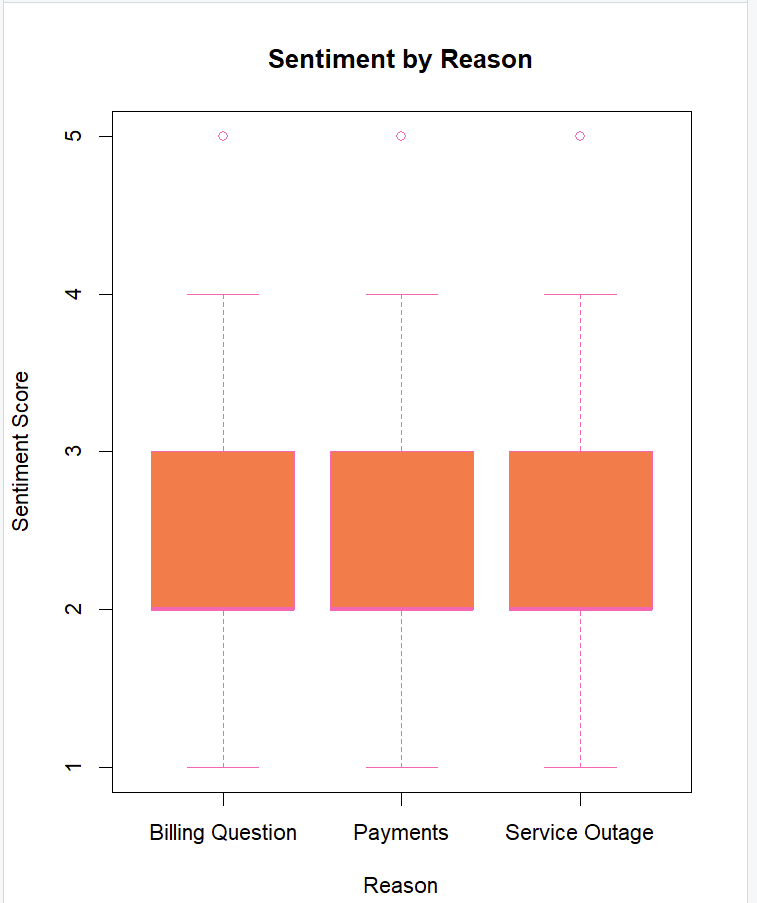 Sentiment by Reason
5
4
3
2
1
Sentiment Score
Billing Question Payments Service Outage
Reason